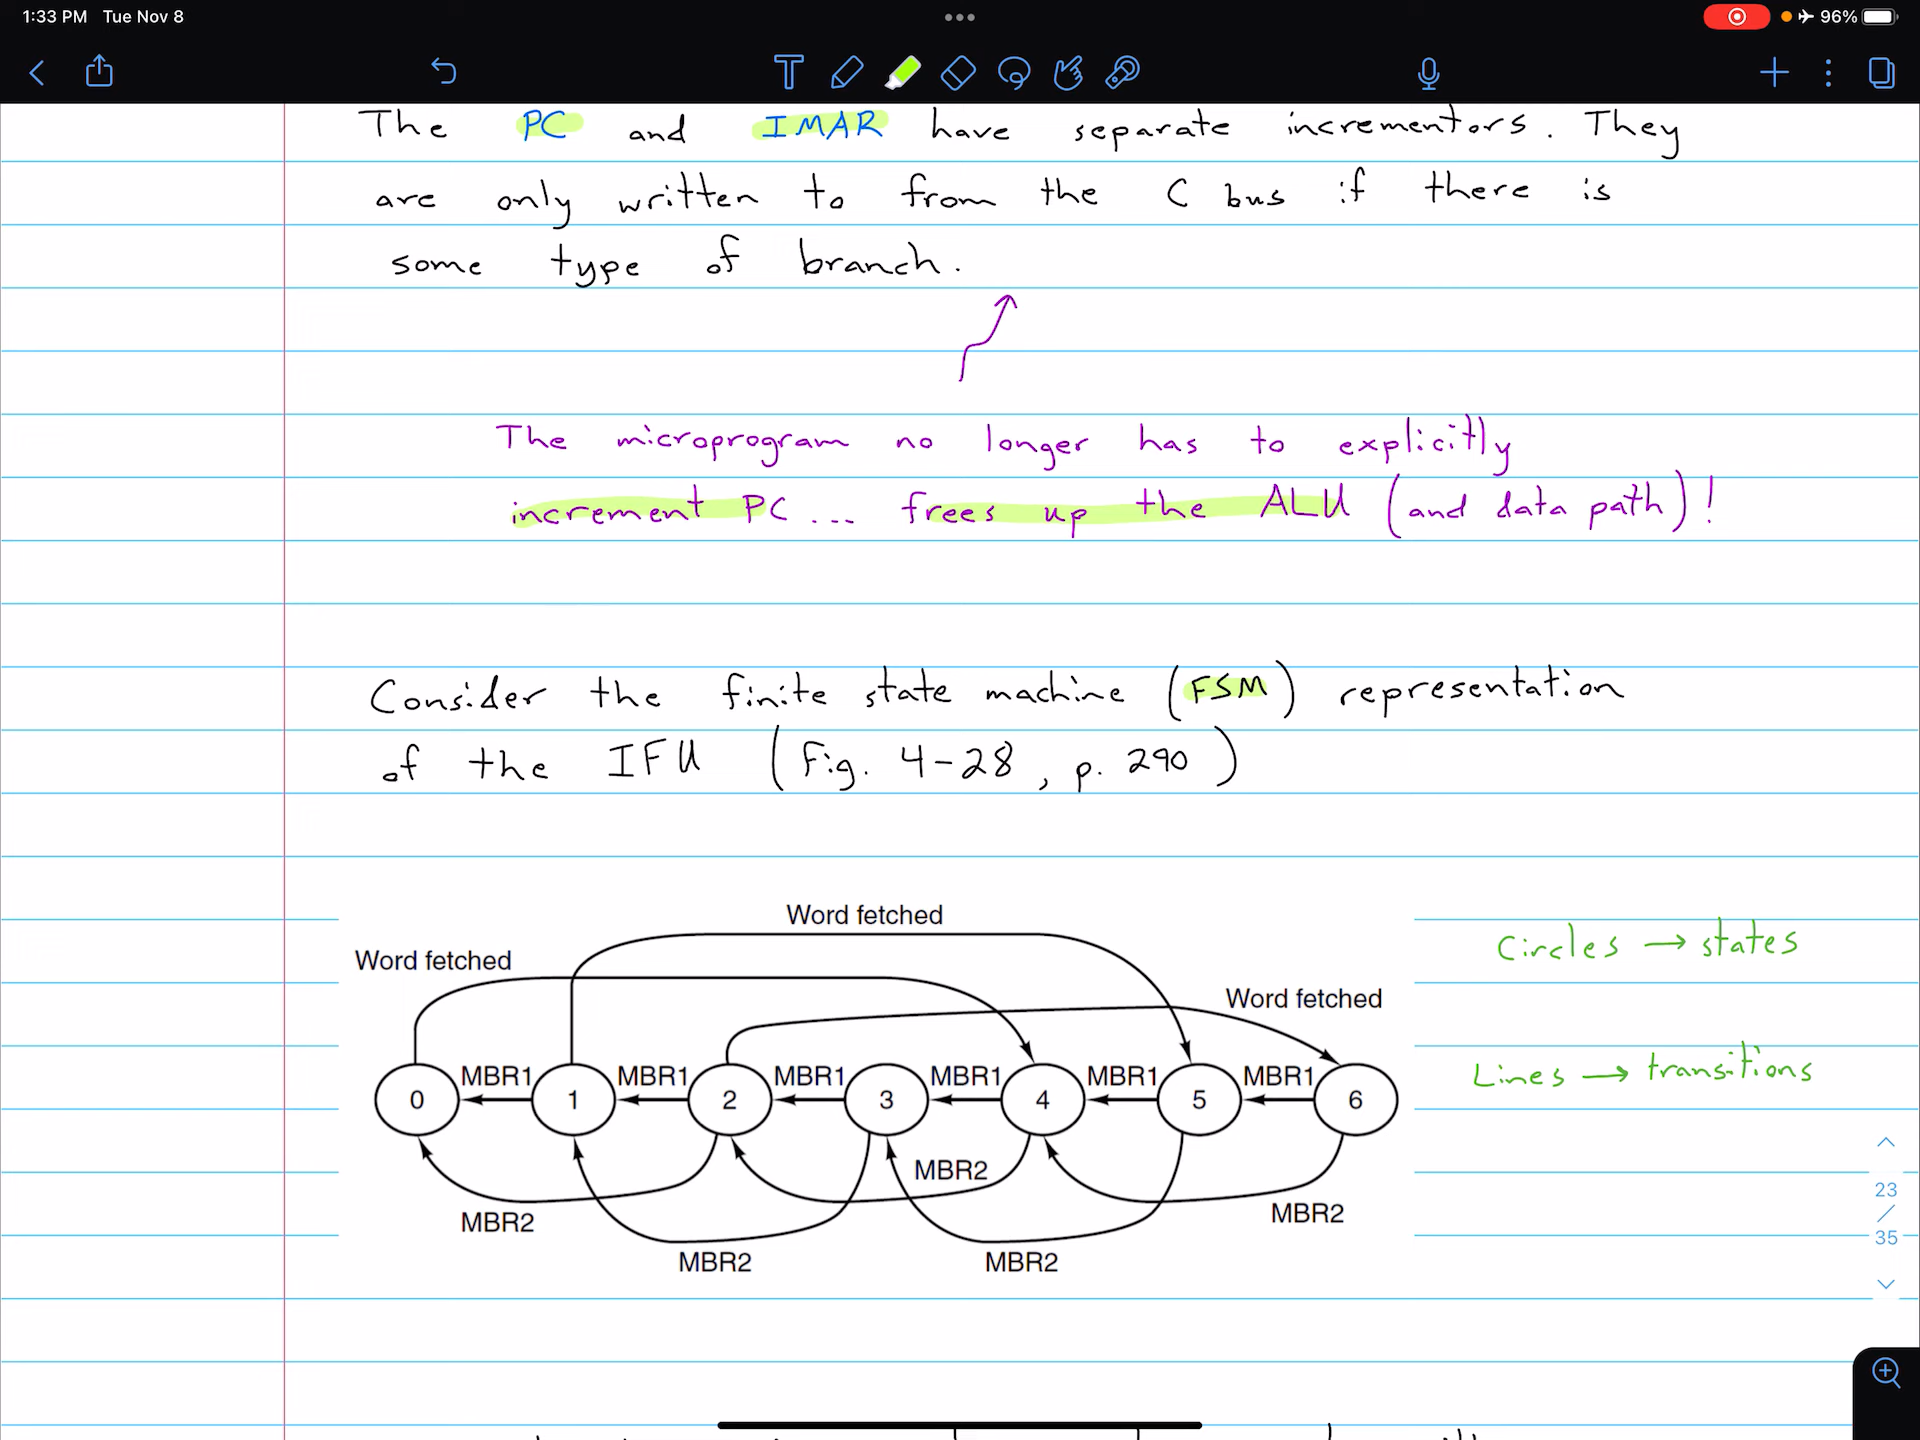 1:33 PM Tue Nov 8
96%
The PC and IMAR have separate incrementors. They
are only written to from the C bus if there is
some type of branch.
The microprogram no longer has to explicitly
increment PC... frees up the ALU (and data path)!
Consider the finite state machine (FSM) representation
of the IFU (Fig. 4-28, p. 290)
Word fetched
Word fetched
Word fetched
Circles → states
Lines → transitions
MBR1 MBR1 MBR1 MBR1 MBR1 MBR1
0 1 2 3 4 5 6
MBR2
MBR2
MBR2
MBR2
MBR2
23
/
35